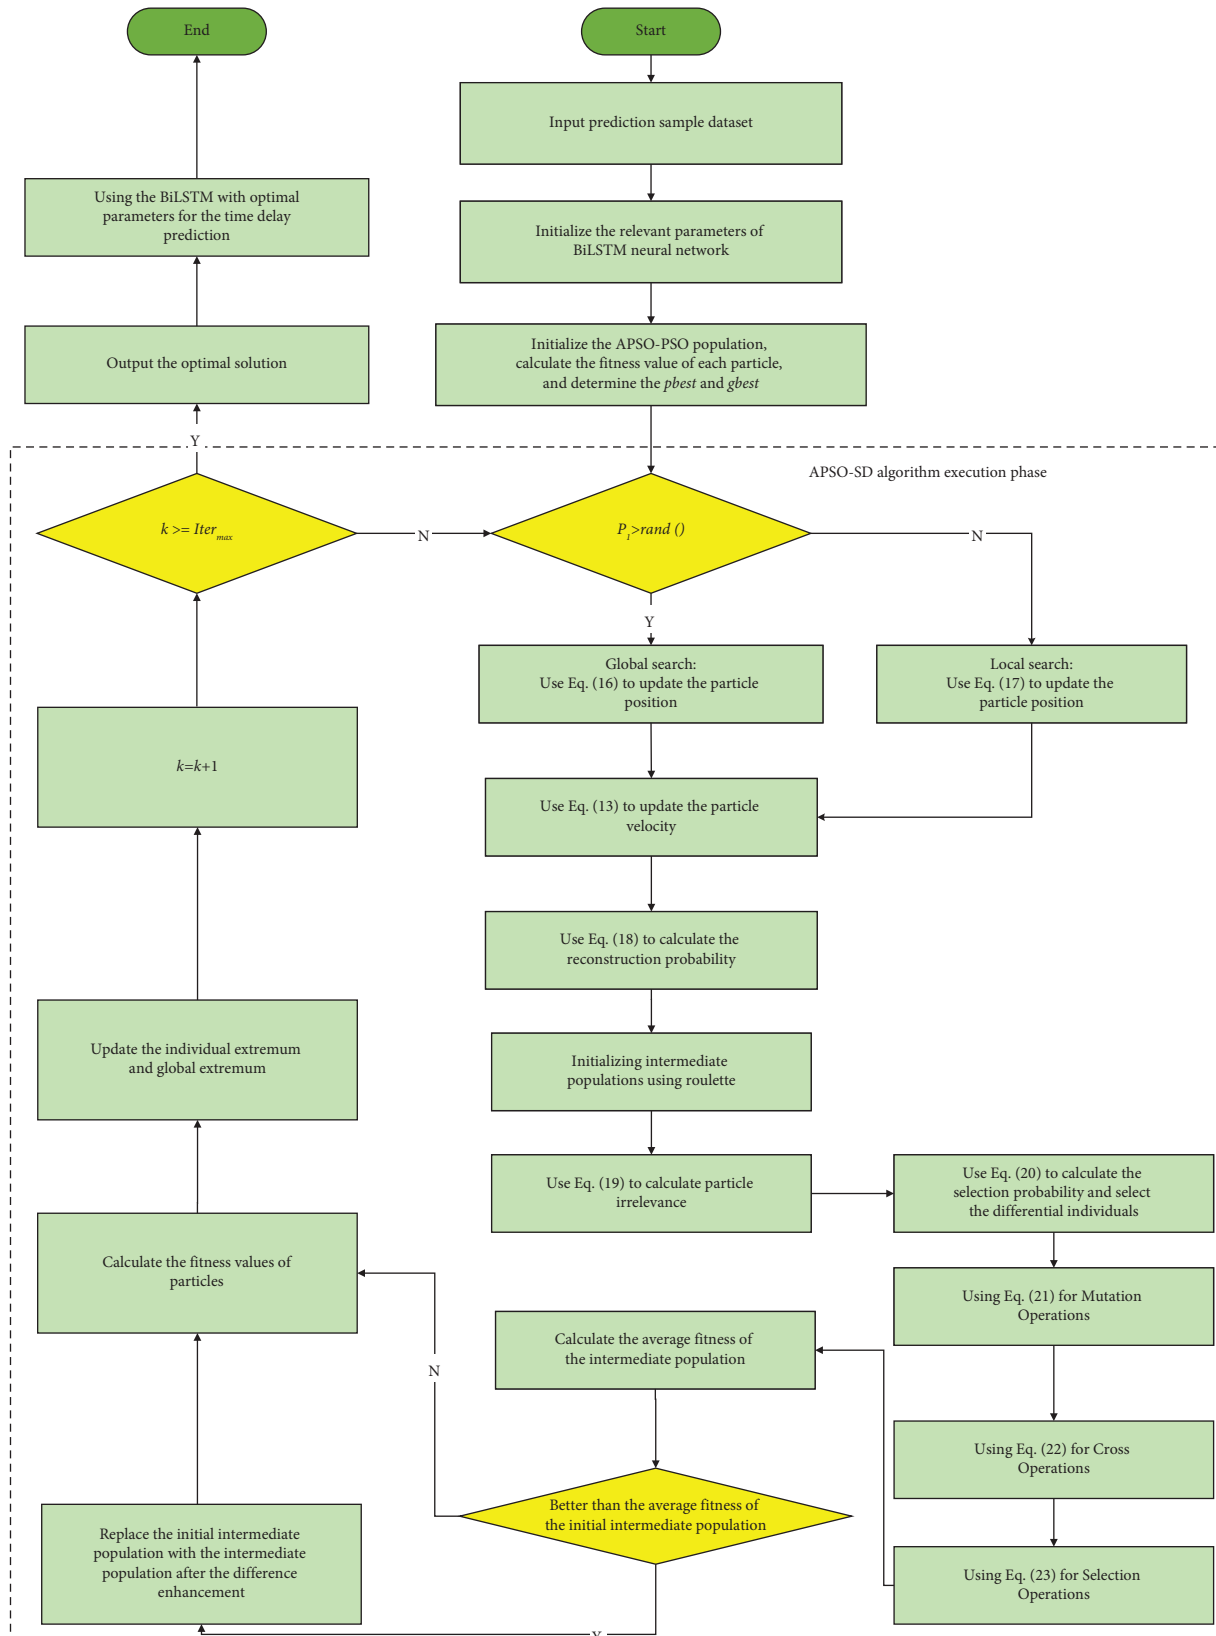 End
Start
Input prediction sample dataset
Using the BiLSTM with optimal
parameters for the time delay
prediction
Initialize the relevant parameters of
BiLSTM neural network
Output the optimal solution
Initialize the APSO-PSO population,
calculate the fitness value of each particle,
and determine the pbest and gbest
Y
APSO-SD algorithm execution phase
k >= Iter_max
N
P_l>rand ()
N
Y
Global search:
Use Eq. (16) to update the particle
position
Local search:
Use Eq. (17) to update the
particle position
k=k+1
Use Eq. (13) to update the particle
velocity
Use Eq. (18) to calculate the
reconstruction probability
Update the individual extremum
and global extremum
Initializing intermediate
populations using roulette
Use Eq. (19) to calculate particle
irrelevance
Use Eq. (20) to calculate the
selection probability and select
the differential individuals
Calculate the fitness values of
particles
Using Eq. (21) for Mutation
Operations
Calculate the average fitness of
the intermediate population
N
Using Eq. (22) for Cross
Operations
Better than the average fitness of
the initial intermediate population
Replace the initial intermediate
population with the intermediate
population after the difference
enhancement
Using Eq. (23) for Selection
Operations
Y